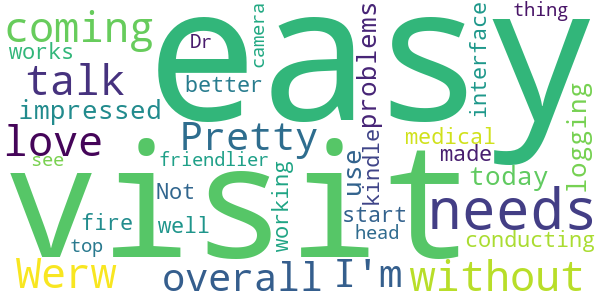 coming easy thing
works Dr camera
talk better problems interface
impressed
love Pretty medical logging
see friendlier made
visit working use kindle today
Not start needs
fire well head
top conducting
Werw overall I'm without